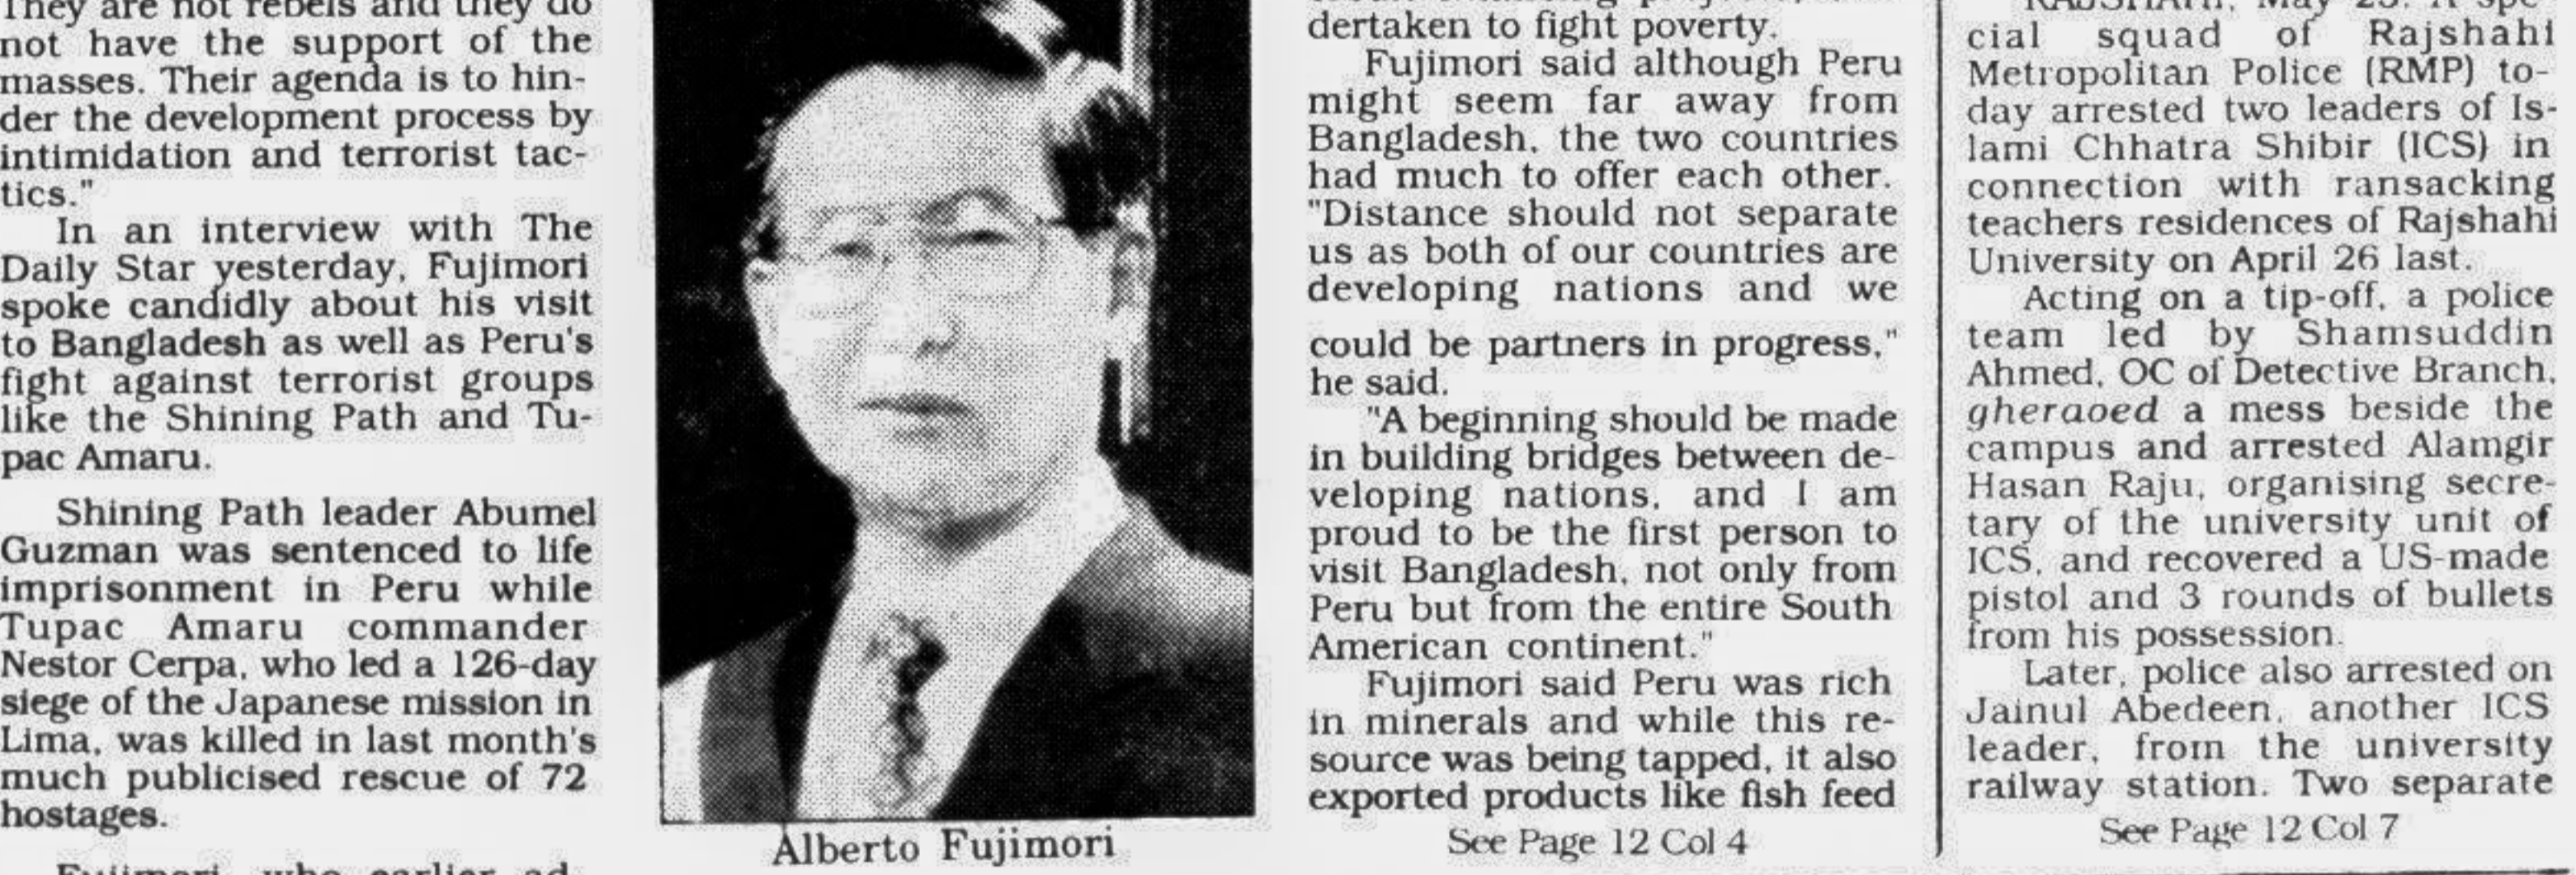 They are not rebels and they do
not have the support of the
masses. Their agenda is to hin-
der the development process by
intimidation and terrorist tac-
tics."
In an interview with The
Daily Star yesterday, Fujimori
spoke candidly about his visit
to Bangladesh as well as Peru's
fight against terrorist groups
like the Shining Path and Tu-
pac Amaru.
Shining Path leader Abumel
Guzman was sentenced to life
imprisonment in Peru while
Tupac Amaru commander
Nestor Cerpa, who led a 126-day
siege of the Japanese mission in
Lima, was killed in last month's
much publicised rescue of 72
hostages.
Fujimori, who earlier ad-
Alberto Fujimori
dertaken to fight poverty.
Fujimori said although Peru
might seem far away from
Bangladesh, the two countries
had much to offer each other.
"Distance should not separate
us as both of our countries are
developing nations and we
could be partners in progress,"
he said.
"A beginning should be made
in building bridges between de-
veloping nations, and I am
proud to be the first person to
visit Bangladesh, not only from
Peru but from the entire South
American continent."
Fujimori said Peru was rich
in minerals and while this re-
source was being tapped, it also
exported products like fish feed
See Page 12 Col 4
RAJSHAHI, May 23: A spe-
cial squad of Rajshahi
Metropolitan Police (RMP) to-
day arrested two leaders of Is-
lami Chhatra Shibir (ICS) in
connection with ransacking
teachers residences of Rajshahi
University on April 26 last.
Acting on a tip-off, a police
team led by Shamsuddin
Ahmed, OC of Detective Branch,
gheraoed a mess beside the
campus and arrested Alamgir
Hasan Raju, organising secre-
tary of the university unit of
ICS, and recovered a US-made
pistol and 3 rounds of bullets
from his possession.
Later, police also arrested on
Jainul Abedeen, another ICS
leader, from the university
railway station. Two separate
See Page 12 Col 7